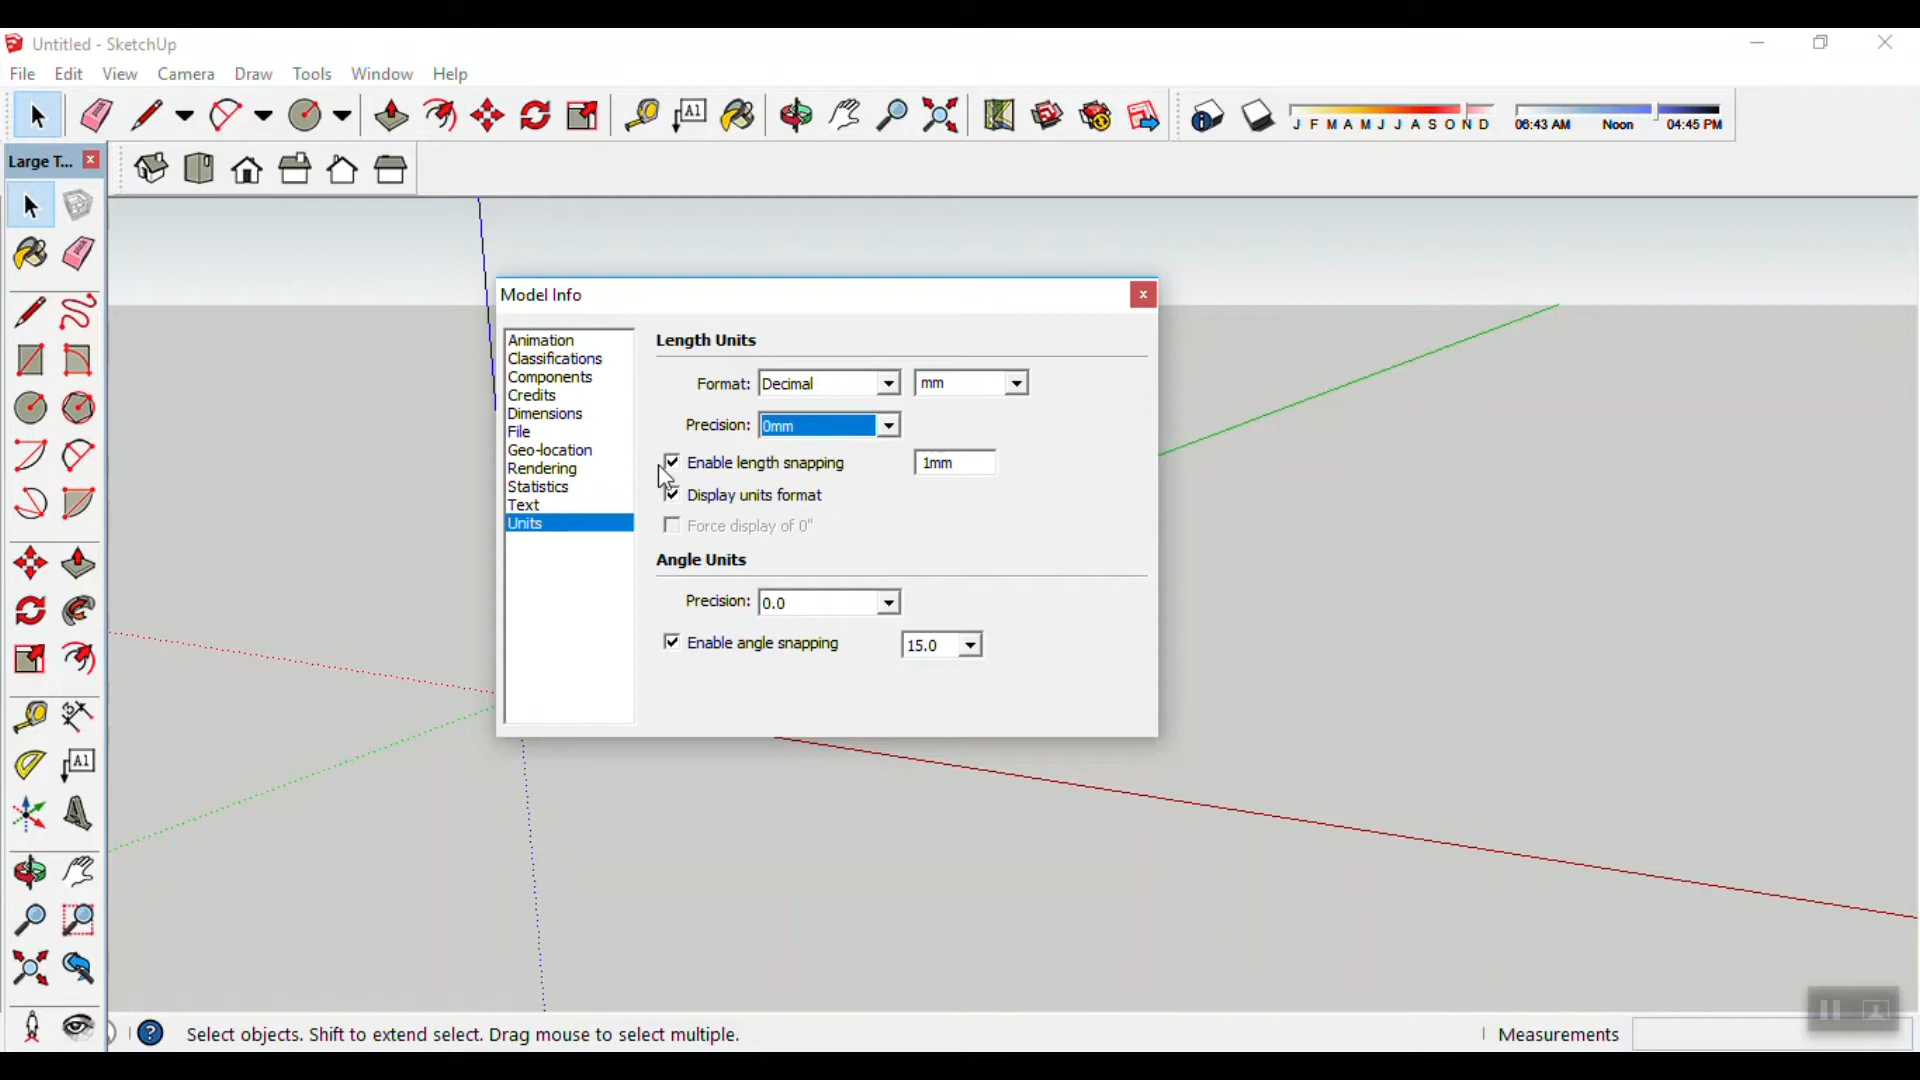 Untitled - SketchUp
File Edit View Camera Draw Tools Window Help
A1
J F M A M J J A S O N D
06:43 AM Noon 04:45 PM
Large T...
Model Info
Animation
Classifications
Components
Credits
Dimensions
File
Geo-location
Rendering
Statistics
Text
Units
Length Units
Format: Decimal mm
Precision: 0mm
Enable length snapping 1mm
Display units format
Force display of 0"
Angle Units
Precision: 0.0
Enable angle snapping 15.0
A1
Select objects. Shift to extend select. Drag mouse to select multiple.
Measurements